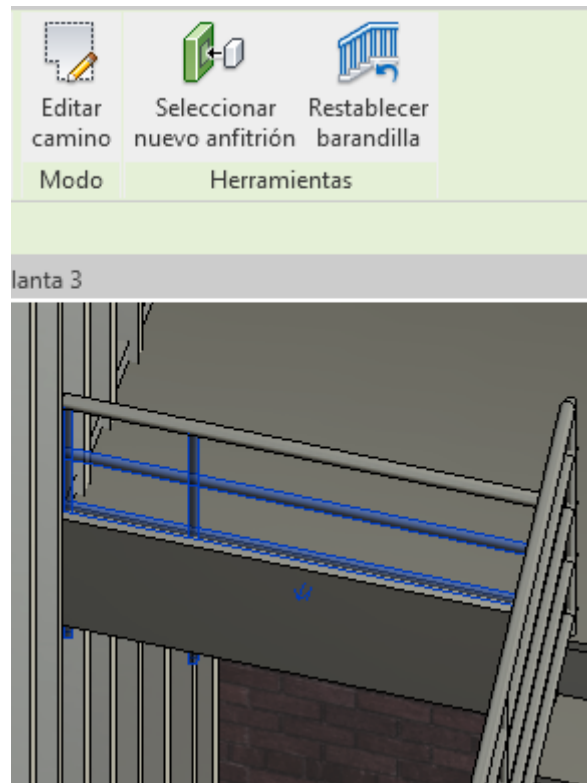 Editar
camino
Seleccionar
nuevo anfitrión
Restablecer
barandilla
Modo
Herramientas
lanta 3